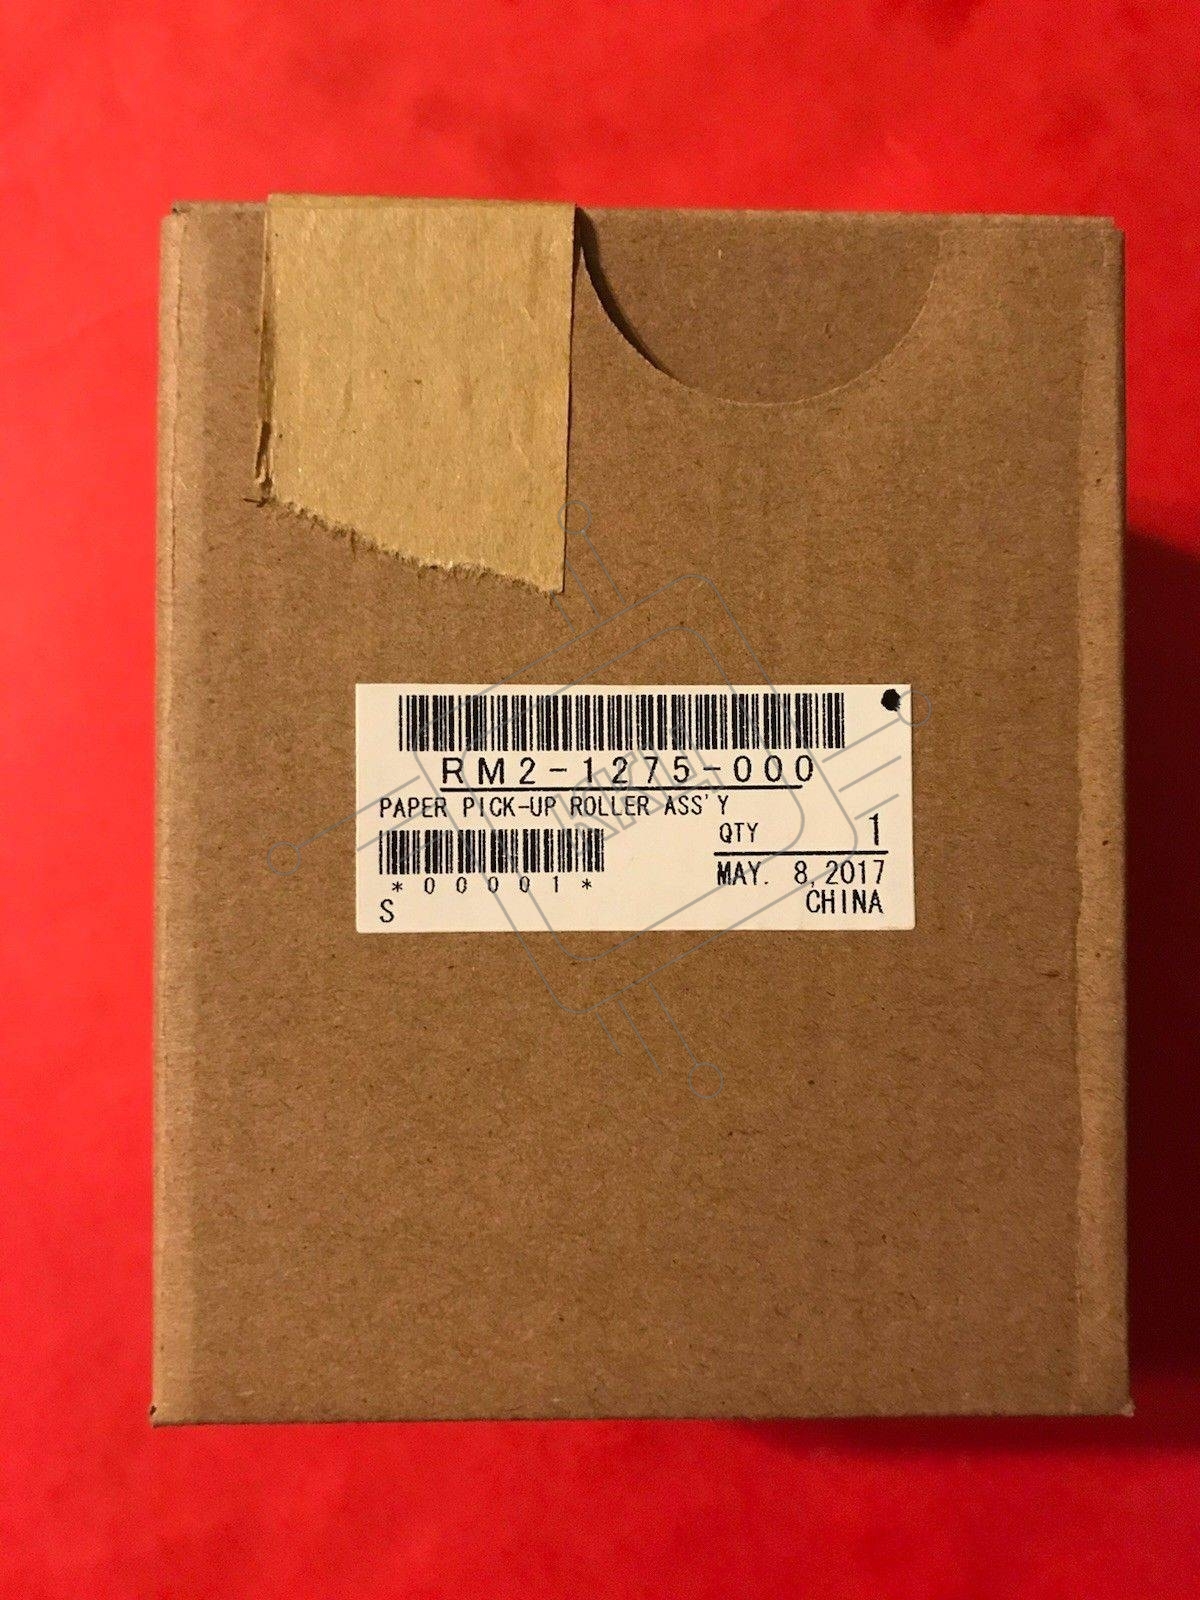 RM2-1275-000
PAPER PICK-UP ROLLER ASS'Y
QTY 1
*00001*
MAY. 8, 2017
S
CHINA